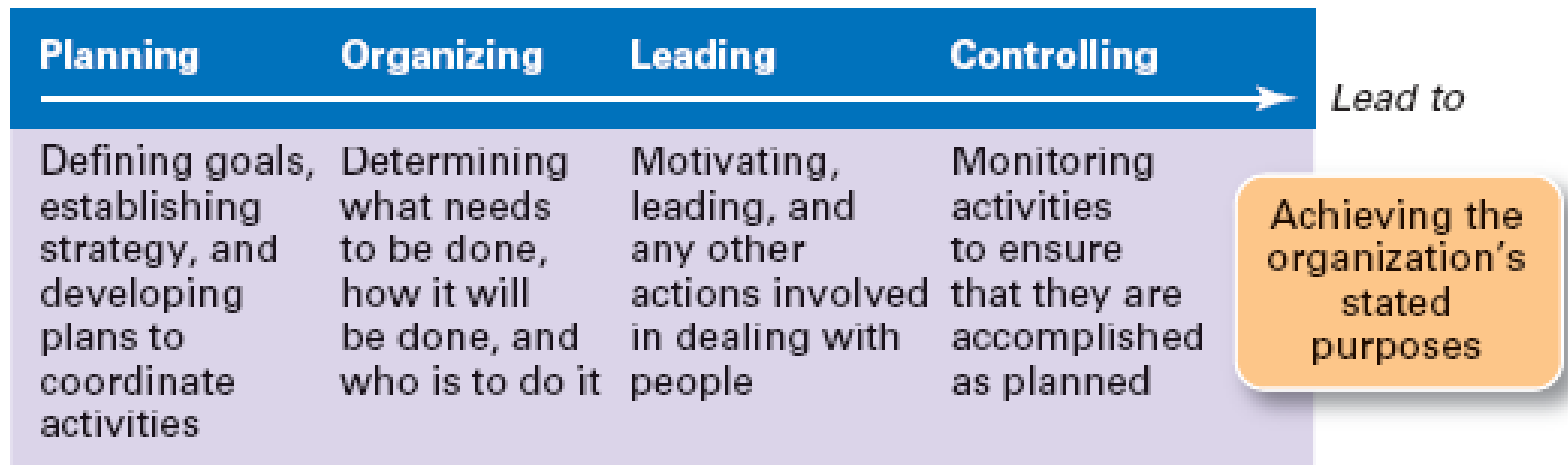 Planning
Organizing
Leading
Controlling
Lead to
Defining goals,
establishing
strategy, and
developing
plans to
coordinate
activities
Determining
what needs
to be done,
how it will
be done, and
who is to do it
Motivating,
leading, and
any other
actions involved
in dealing with
people
Monitoring
activities
to ensure
that they are
accomplished
as planned
Achieving the
organization's
stated
purposes